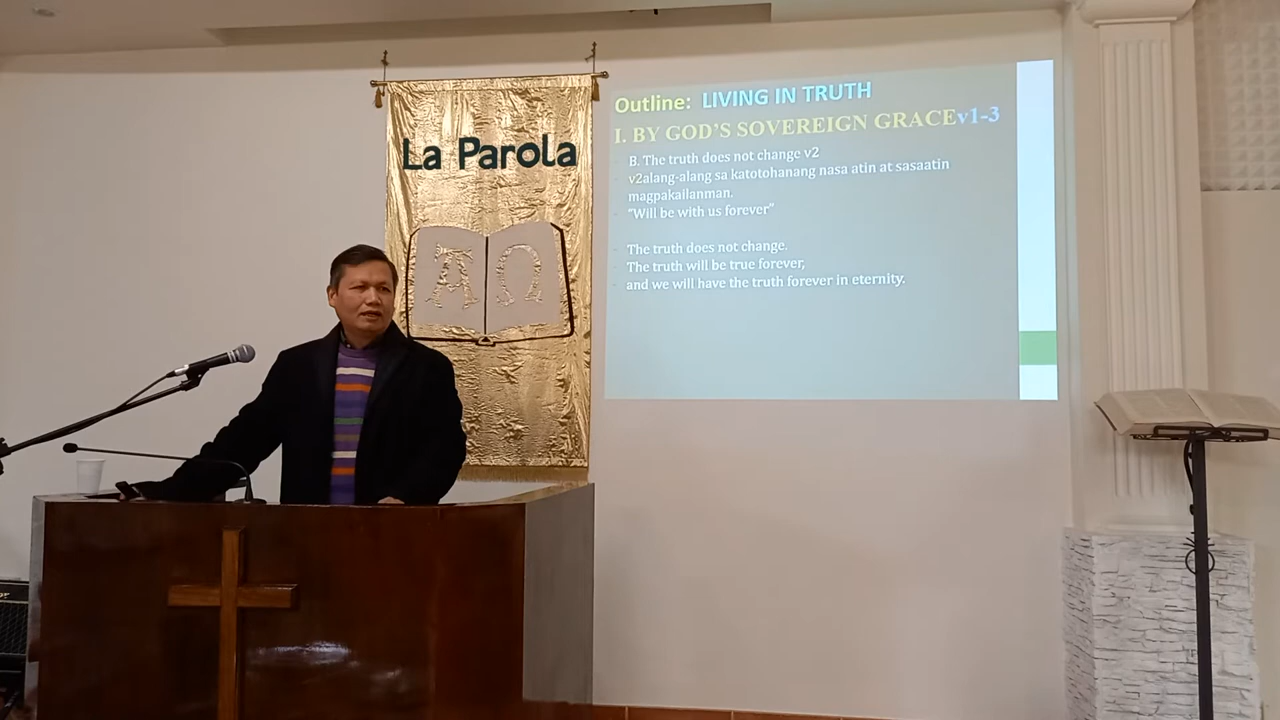 La Parola
Α Ω
Outline: LIVING IN TRUTH
I. BY GOD'S SOVEREIGN GRACEv1-3
B. The truth does not change v2
v2alang-alang sa katotohanang nasa atin at sasaatin
magpakailanman.
"Will be with us forever"
The truth does not change.
The truth will be true forever,
and we will have the truth forever in eternity.